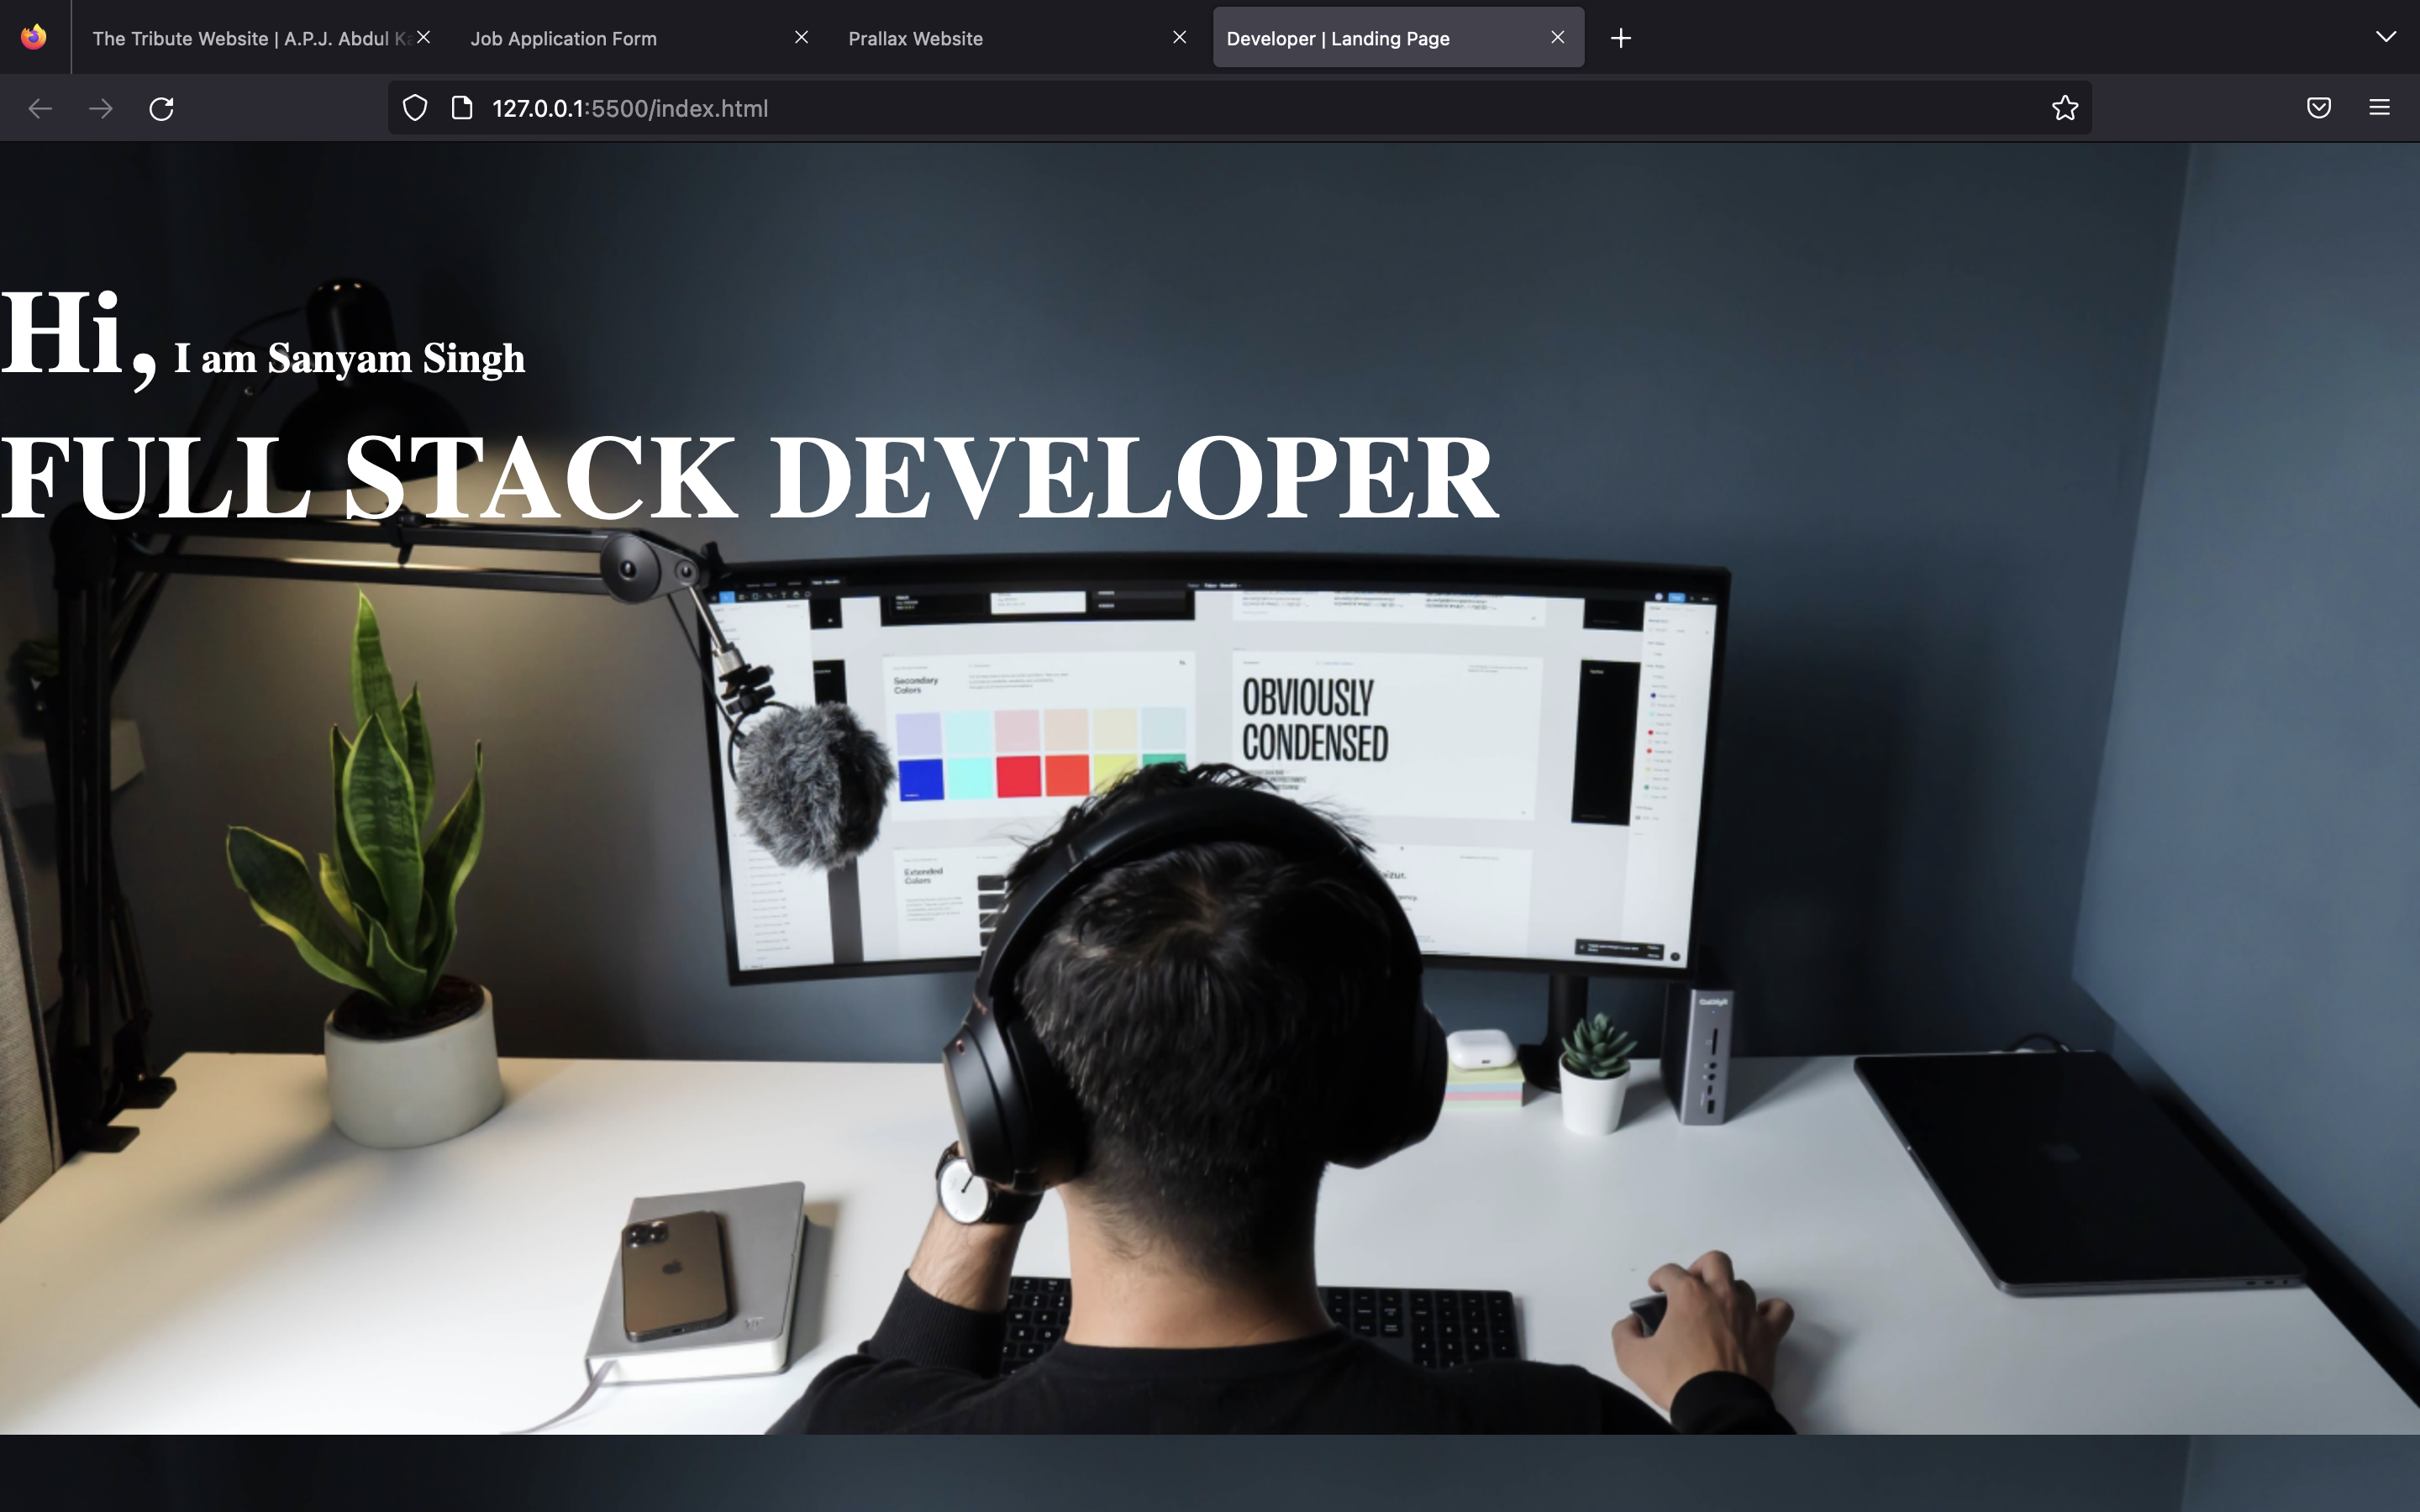 The Tribute Website | A.P.J. Abdul Ka
Job Application Form
Prallax Website
Developer | Landing Page
127.0.0.1:5500/index.html
Hi, I am Sanyam Singh
FULL STACK DEVELOPER
Secondary
Colors
OBVIOUSLY
CONDENSED
Extended
Colors